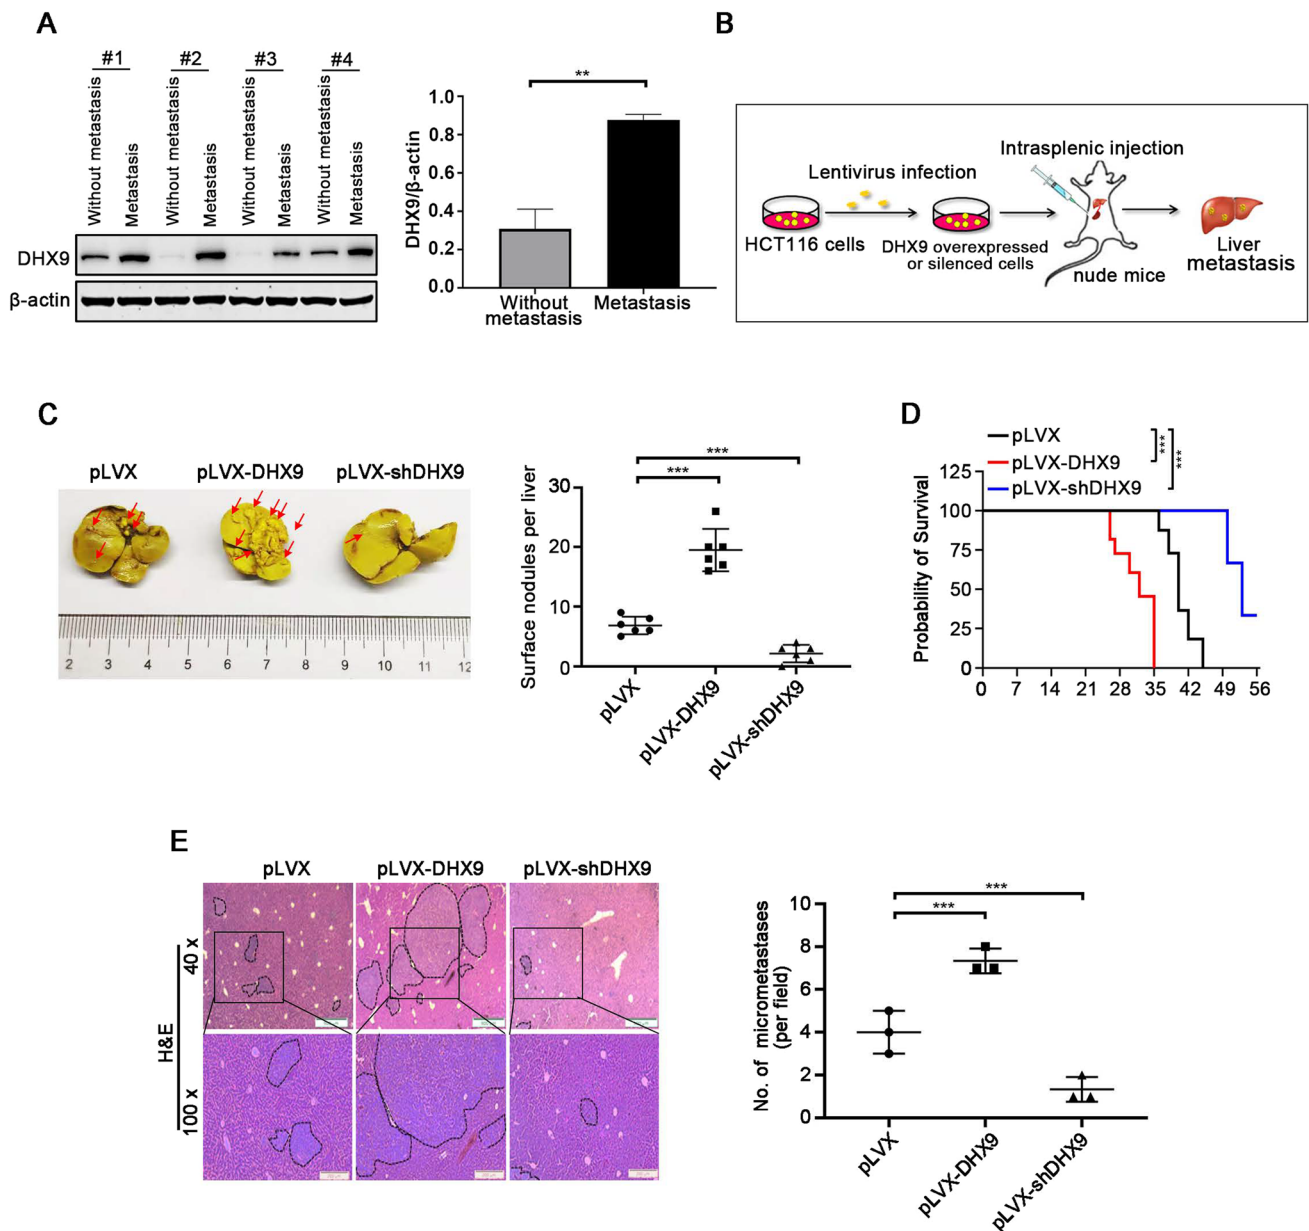 A
#1 #2 #3 #4
Without metastasis
Metastasis
Without metastasis
Metastasis
Without metastasis
Metastasis
Without metastasis
Metastasis
DHX9
β-actin
**
DHX9/β-actin
1.0
0.8
0.6
0.4
0.2
0.0
Without
metastasis
Metastasis
B
Lentivirus infection
Intrasplenic injection
HCT116 cells
DHX9 overexpressed
or silenced cells
nude mice
Liver
metastasis
C
pLVX pLVX-DHX9 pLVX-shDHX9
2 3 4 5 6 7 8 9 10 11 12
***
***
Surface nodules per liver
30
20
10
0
pLVX
pLVX-DHX9
pLVX-shDHX9
D
pLVX
pLVX-DHX9
pLVX-shDHX9
***
***
Probability of Survival
125
100
75
50
25
0
0 7 14 21 28 35 42 49 56
E
pLVX pLVX-DHX9 pLVX-shDHX9
H&E
40 x
100 x
***
***
No. of micrometastases
(per field)
10
8
6
4
2
0
pLVX
pLVX-DHX9
pLVX-shDHX9